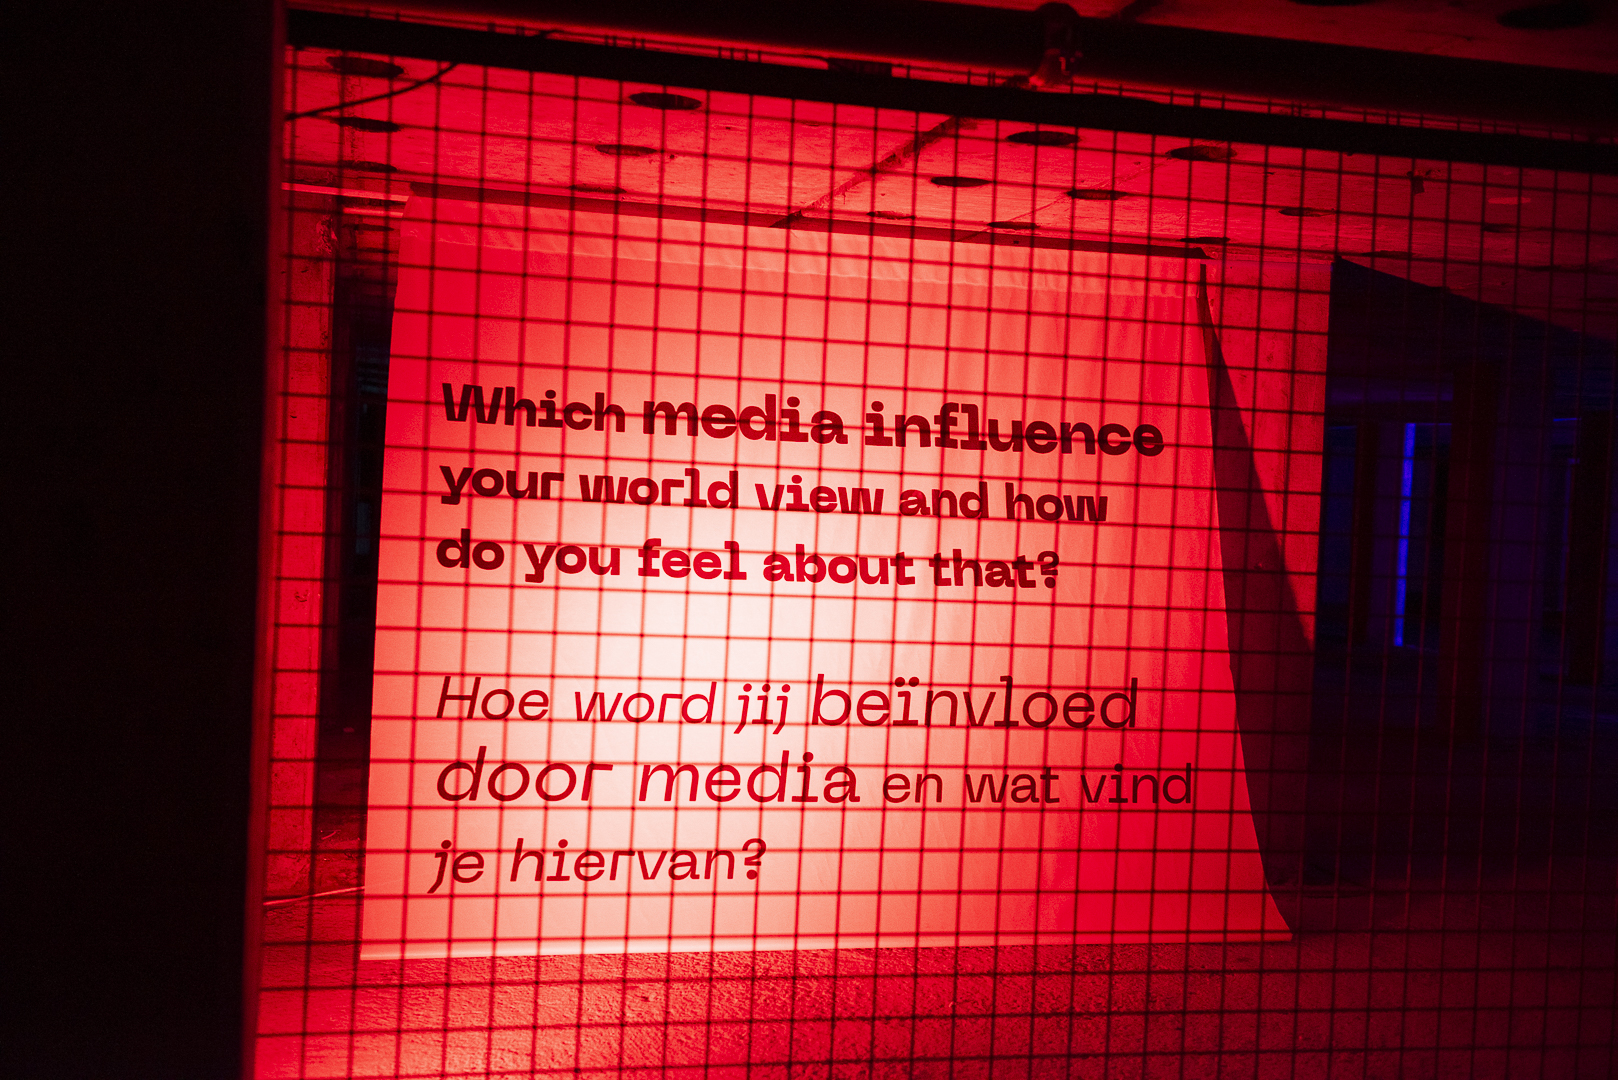 Which media influence
your world view and how
do you feel about that?
Hoe word jij beïnvloed
door media en wat vind
je hiervan?